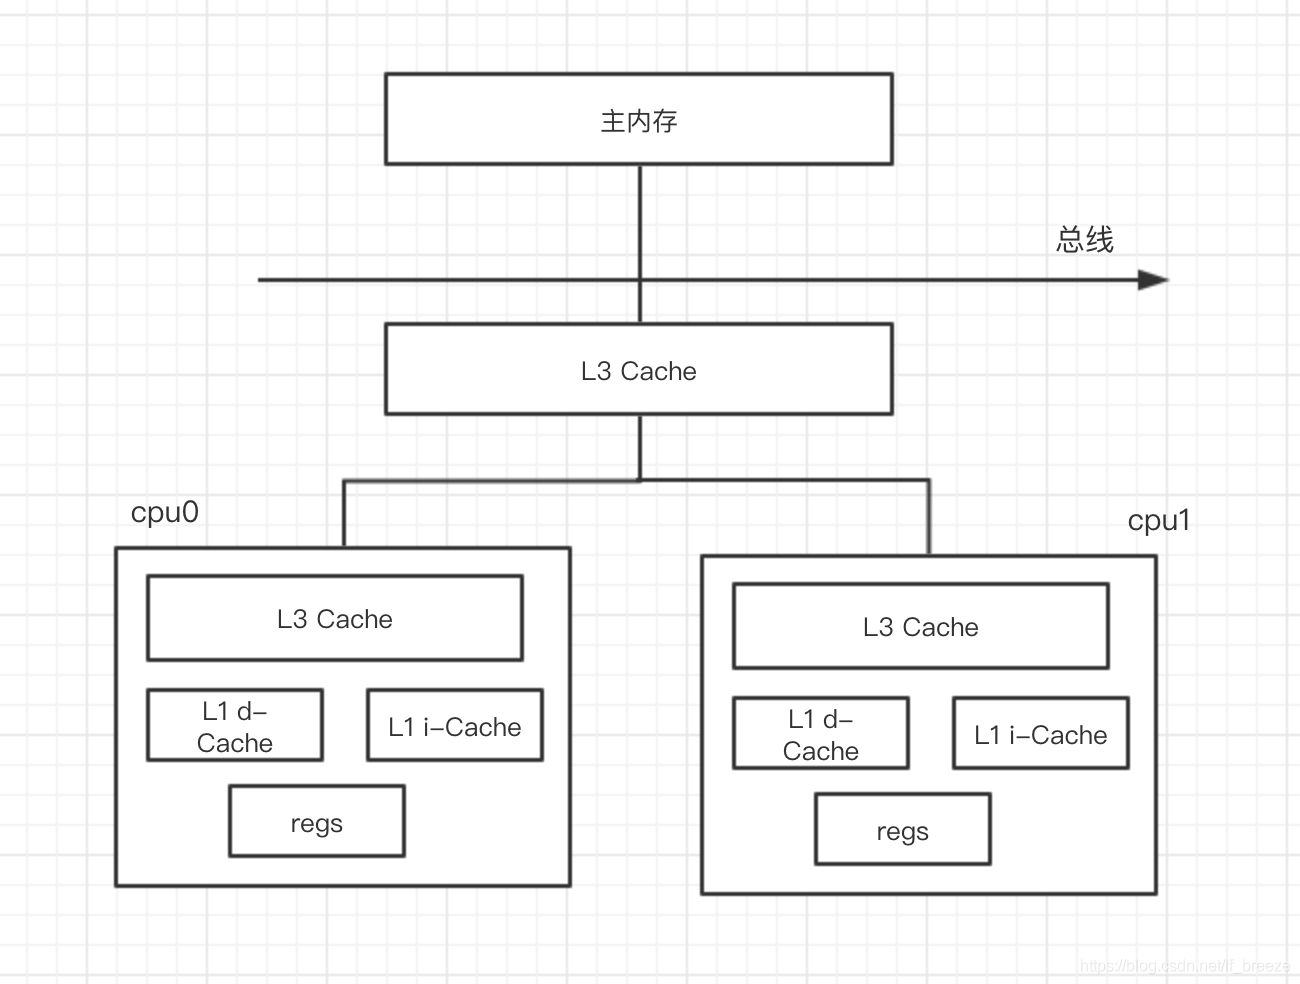 主内存
总线
L3 Cache
cpu0
cpu1
L3 Cache
L1 d-
Cache
L1 i-Cache
regs
L3 Cache
L1 d-
Cache
L1 i-Cache
regs
https://blog.csdn.net/lf_breeze